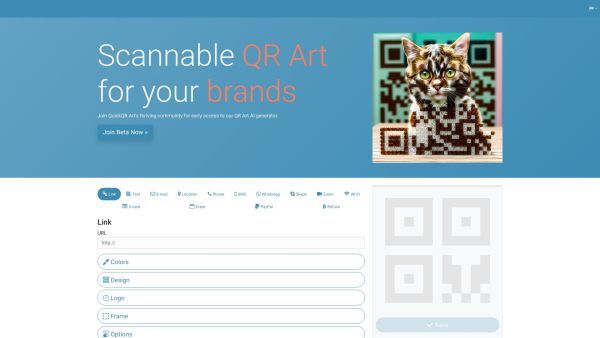 Scannable QR Art
for your brands
Join QuickQR Art's thriving community for early access to our QR Art AI generator.
Join Beta Now »
Link Text E-mail Location Phone SMS WhatsApp Skype Zoom Wi-Fi
V-card Event PayPal BitCoin
Link
URL
http://
Colors
Design
Logo
Frame
Options
Save